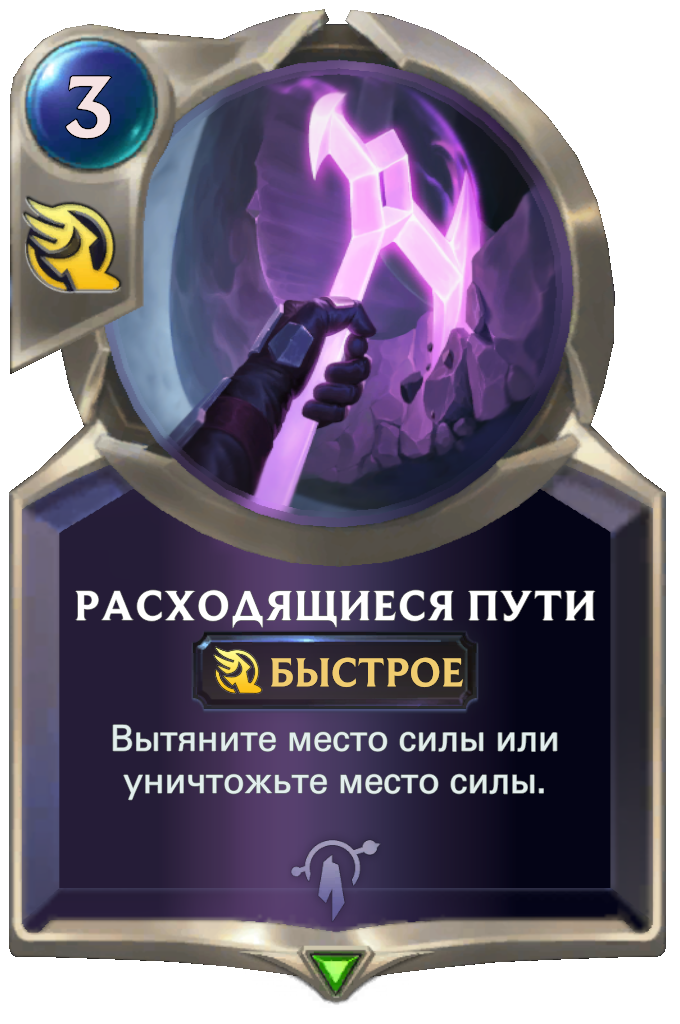 3
РАСХОДЯЩИЕСЯ ПУТИ
БЫСТРОЕ
Вытяните место силы или
уничтожьте место силы.